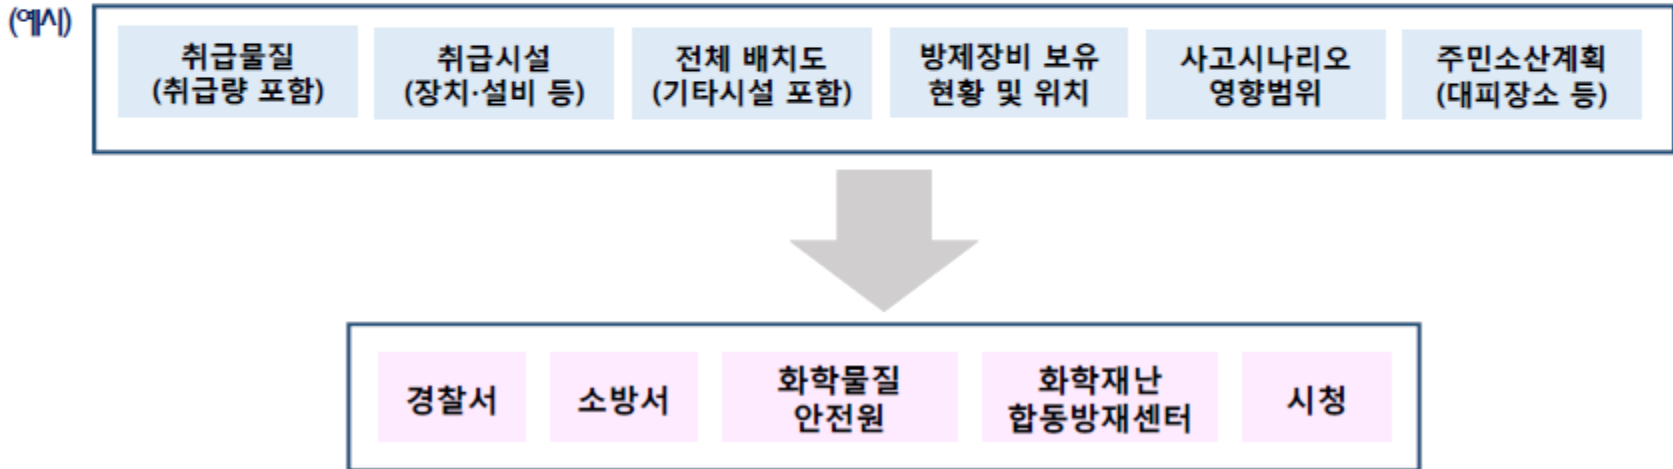 (예시)
취급물질
(취급량 포함)
취급시설
(장치·설비 등)
전체 배치도
(기타시설 포함)
방제장비 보유
현황 및 위치
사고시나리오
영향범위
주민소산계획
(대피장소 등)
경찰서
소방서
화학물질
안전원
화학재난
합동방재센터
시청